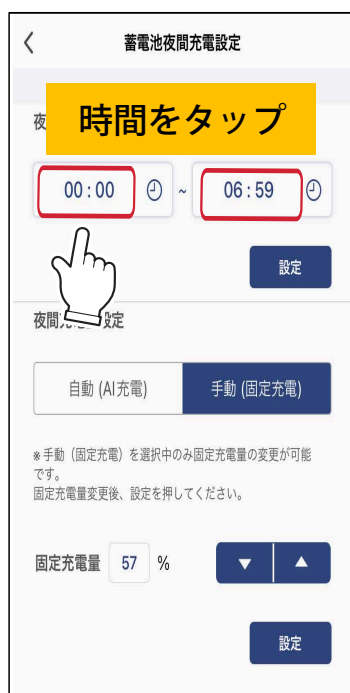 蓄電池夜間充電設定
夜
時間をタップ
00 : 00 ~ 06 : 59
設定
夜間
定
自動 (AI充電) 手動 (固定充電)
※手動（固定充電）を選択中のみ固定充電量の変更が可能
です。
固定充電量変更後、設定を押してください。
固定充電量 57 % ▼ ▲
設定